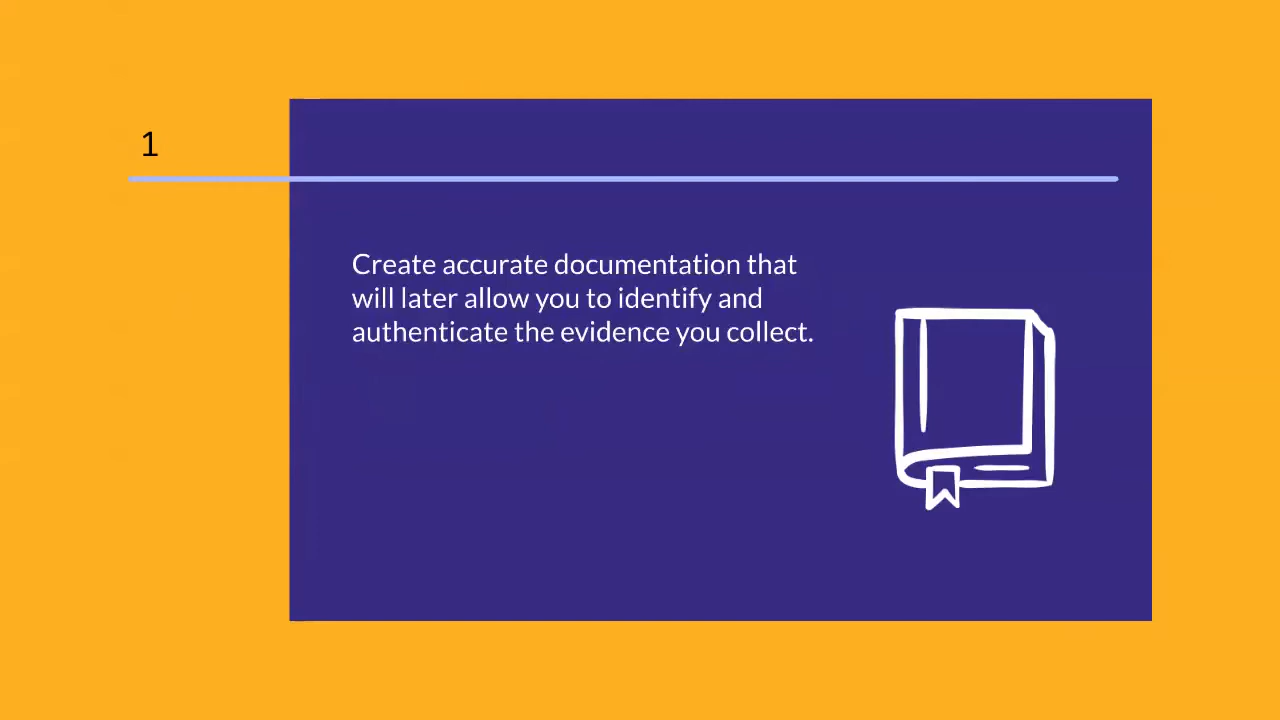 1
Create accurate documentation that
will later allow you to identify and
authenticate the evidence you collect.